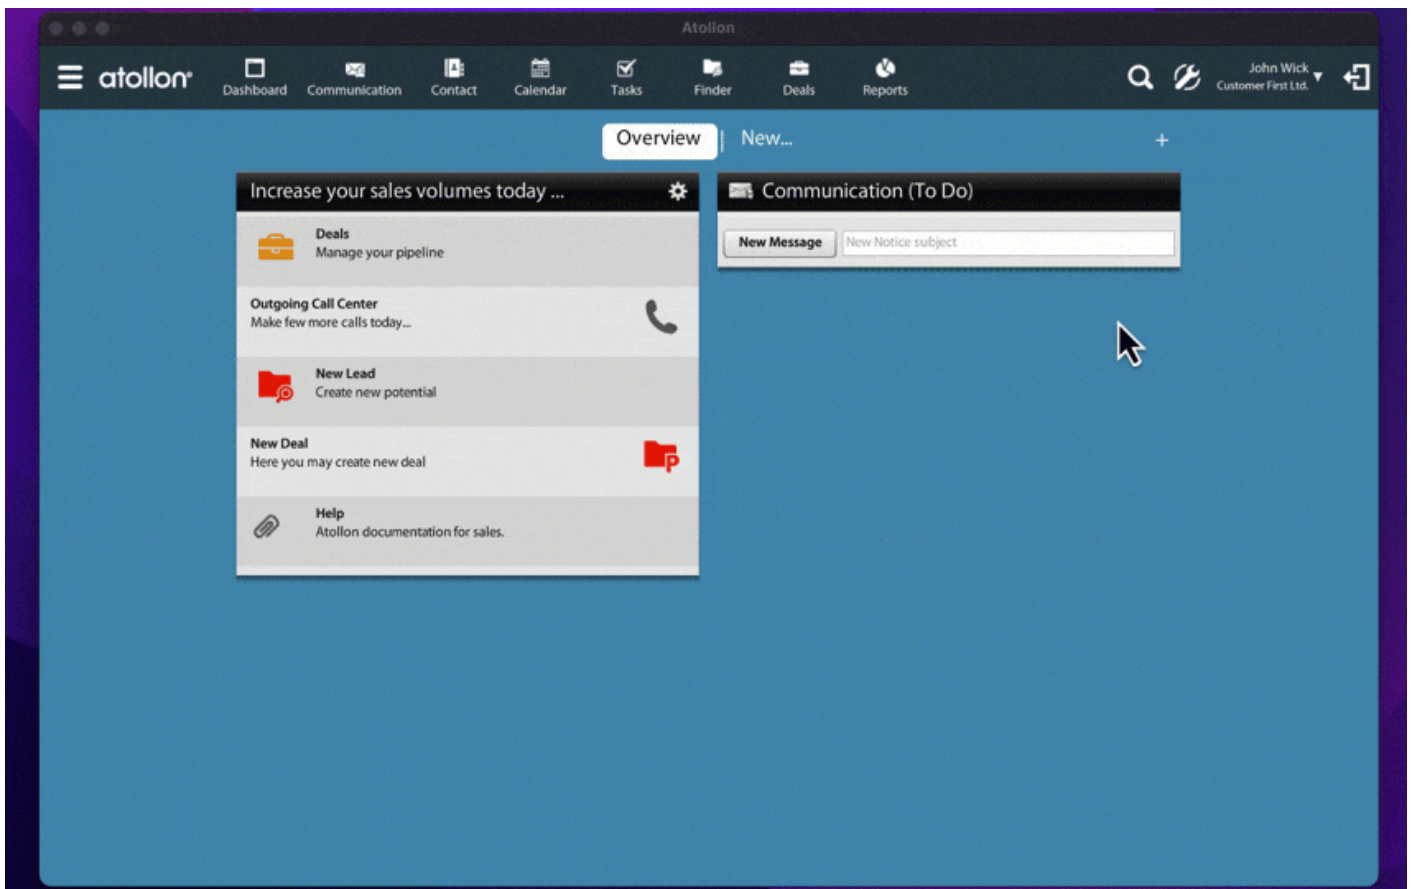 Atollon
atollon
Dashboard
Communication
Contact
Calendar
Tasks
Finder
Deals
Reports
John Wick
Customer First Ltd.
Overview
New...
+
Increase your sales volumes today ...
Deals
Manage your pipeline
Outgoing Call Center
Make few more calls today...
New Lead
Create new potential
New Deal
Here you may create new deal
Help
Atollon documentation for sales.
Communication (To Do)
New Message
New Notice subject